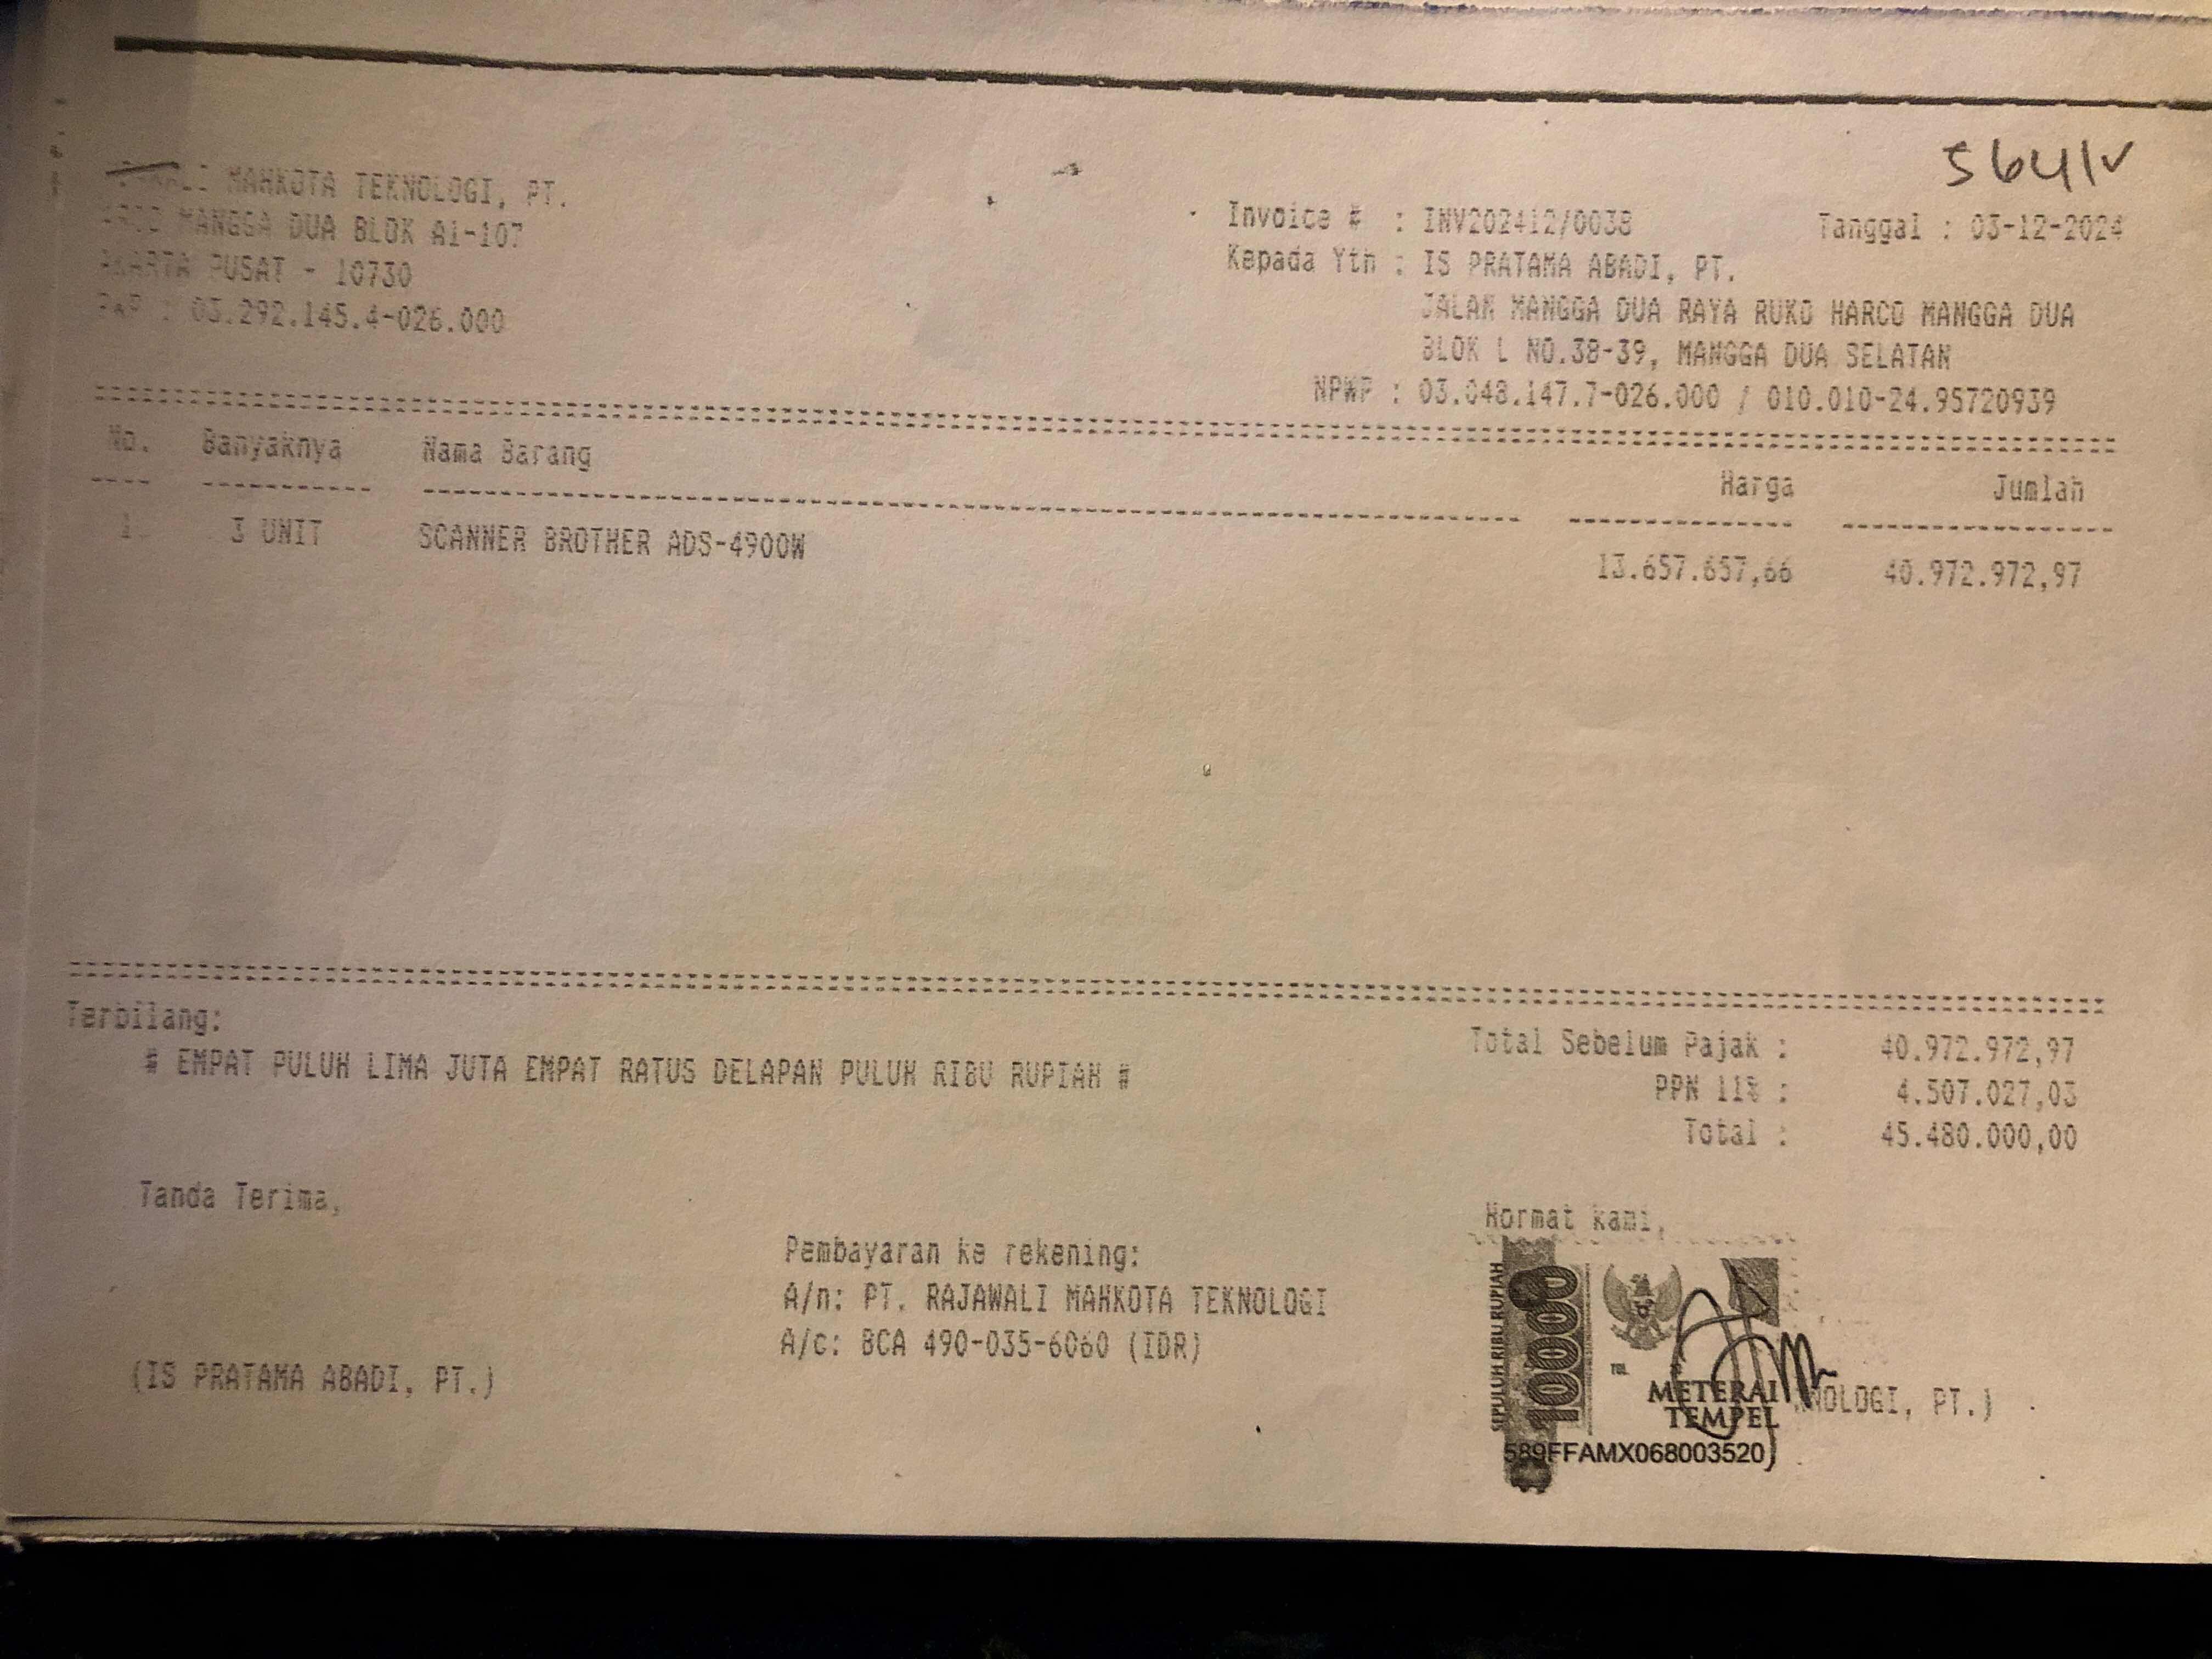 MAHKOTA TEKNOLOGI, PT.
MANGGA DUA BLOK A1-107
PUSAT - 10730
: 03.292.145.4-026.000
5641
Invoice # : INV202412/0038 Tanggal : 03-12-2024
Kepada Yth : IS PRATAMA ABADI, PT.
JALAN MANGGA DUA RAYA RUKO HARCO MANGGA DUA
BLOK L NO.38-39, MANGGA DUA SELATAN
NPWP : 03.048.147.7-026.000 / 010.010-24.95720939
No. Banyaknya Nama Barang Harga Jumlah
1. 3 UNIT SCANNER BROTHER ADS-4900W 13.657.657,66 40.972.972,97
Terbilang:
# EMPAT PULUH LIMA JUTA EMPAT RATUS DELAPAN PULUH RIBU RUPIAH #
Total Sebelum Pajak : 40.972.972,97
PPN 11% : 4.507.027,03
Total : 45.480.000,00
Tanda Terima,
(IS PRATAMA ABADI, PT.)
Pembayaran ke rekening:
A/n: PT. RAJAWALI MAHKOTA TEKNOLOGI
A/c: BCA 490-035-6060 (IDR)
Hormat kami,
SEPULUH RIBU RUPIAH
10000
TGL
METERAI
TEMPEL
NOLOGI, PT.)
589FFAMX068003520